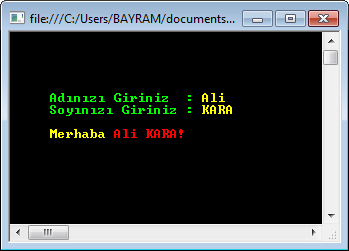 file:///C:/Users/BAYRAM/documents...
Adınızı Giriniz : Ali
Soyınızı Giriniz : KARA
Merhaba Ali KARA!